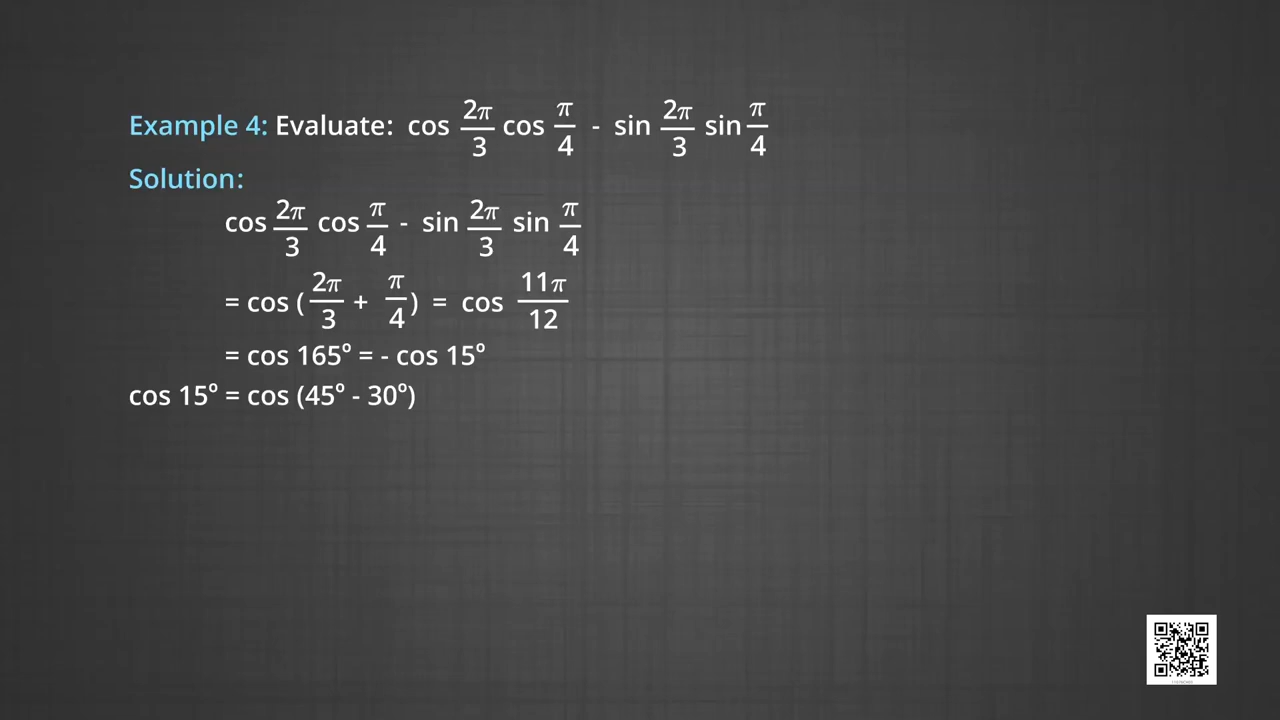 Example 4: Evaluate: cos 2π/3 cos π/4 - sin 2π/3 sin π/4
Solution:
cos 2π/3 cos π/4 - sin 2π/3 sin π/4
= cos (2π/3 + π/4) = cos 11π/12
= cos 165° = - cos 15°
cos 15° = cos (45° - 30°)